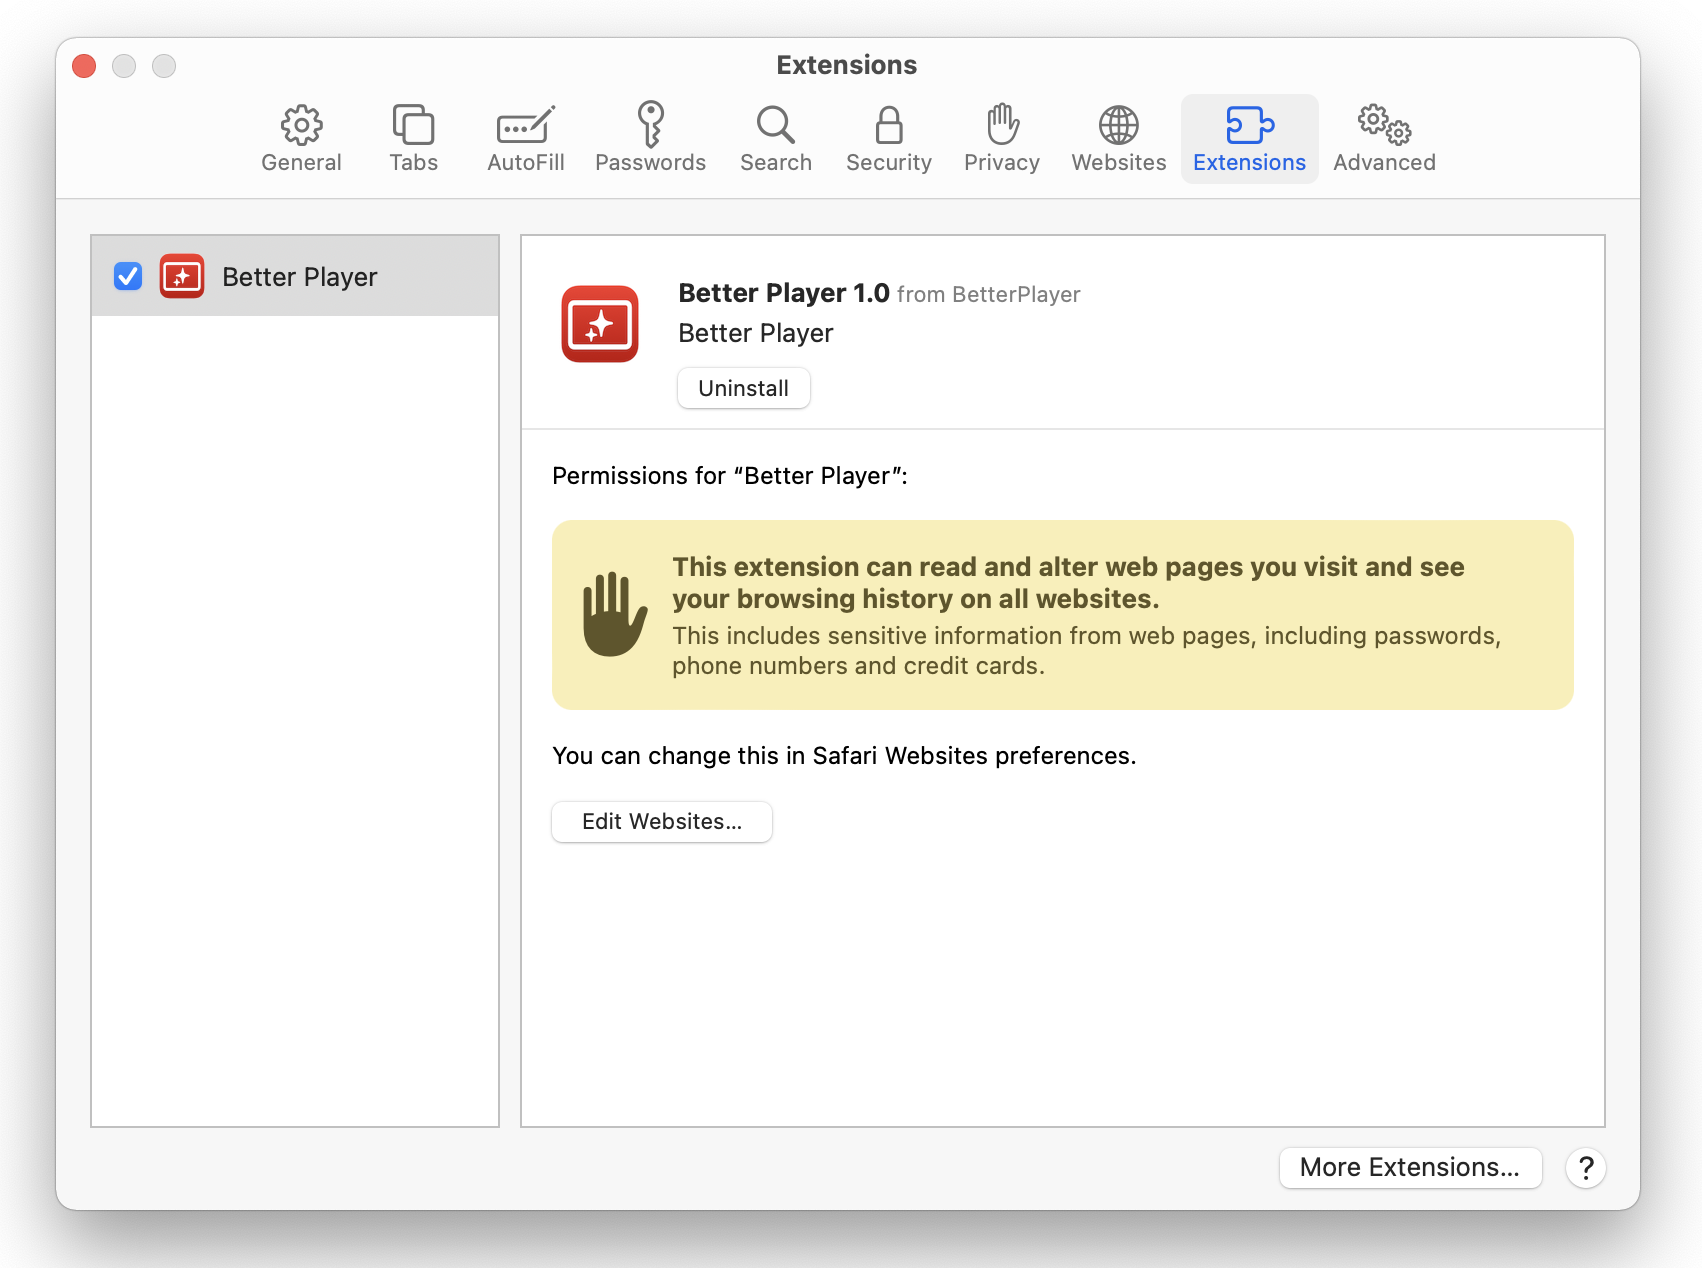 Extensions
General
Tabs
AutoFill
Passwords
Search
Security
Privacy
Websites
Extensions
Advanced
Better Player
Better Player 1.0 from BetterPlayer
Better Player
Uninstall
Permissions for “Better Player”:
This extension can read and alter web pages you visit and see
your browsing history on all websites.
This includes sensitive information from web pages, including passwords,
phone numbers and credit cards.
You can change this in Safari Websites preferences.
Edit Websites...
More Extensions...
?